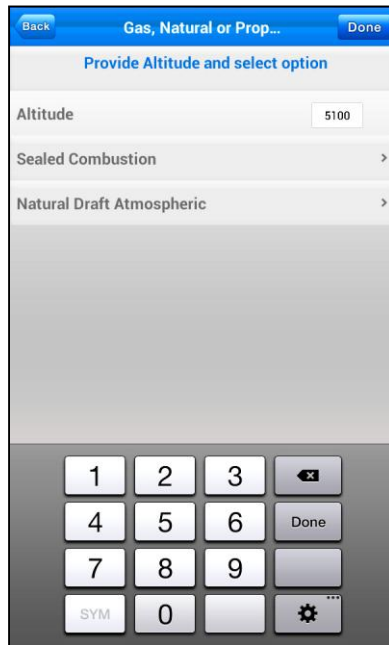 Back Gas, Natural or Prop... Done
Provide Altitude and select option
Altitude 5100
Sealed Combustion >
Natural Draft Atmospheric >
1 2 3
4 5 6 Done
7 8 9
SYM 0